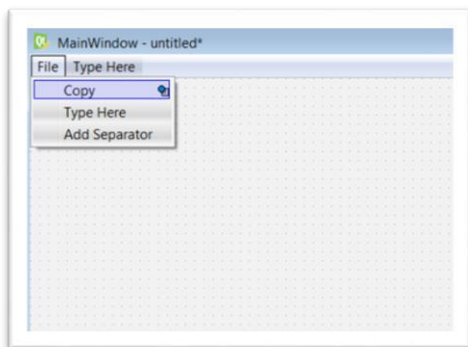 MainWindow - untitled*
File Type Here
Copy
Type Here
Add Separator